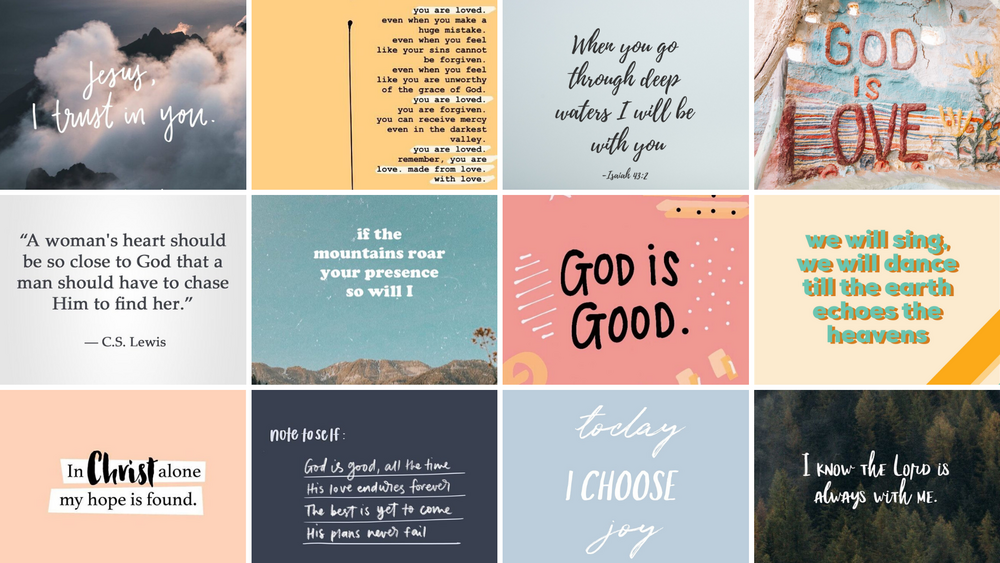 Jesus,
I trust in you.
you are loved.
even when you make a
huge mistake.
even when you feel
like your sins cannot
be forgiven.
even when you feel
like you are unworthy
of the grace of God.
you are loved.
you are forgiven.
you can receive mercy
even in the darkest
valley.
you are loved.
remember, you are
love. made from love.
with love.
When you go
through deep
waters I will be
with you
-Isaiah 43:2
GOD
IS
LOVE
“A woman's heart should
be so close to God that a
man should have to chase
Him to find her.”
— C.S. Lewis
if the
mountains roar
your presence
so will I
GOD iS
GOOD.
we will sing,
we will dance
till the earth
echoes the
heavens
In Christ alone
my hope is found.
note to self:
God is good, all the time
His love endures forever
The best is yet to come
His plans never fail
today
I CHOOSE
joy
I KNOW THE LORD IS
ALWAYS WITH ME.